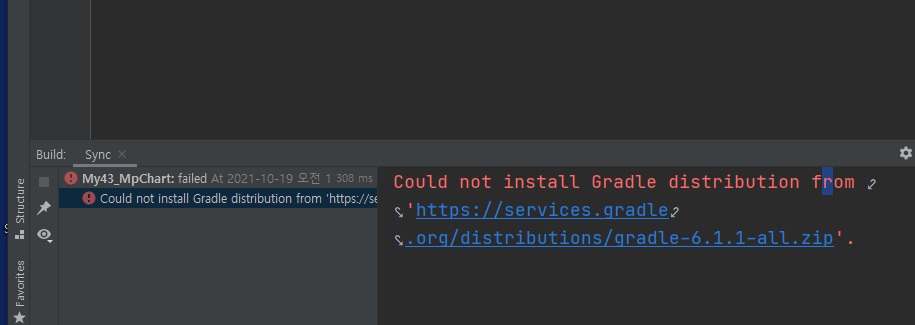 Build:
Sync
My43_MpChart: failed At 2021-10-19 오전 1 308 ms
Could not install Gradle distribution from 'https://se
Could not install Gradle distribution from
'https://services.gradle
.org/distributions/gradle-6.1.1-all.zip'.
Structure
Favorites